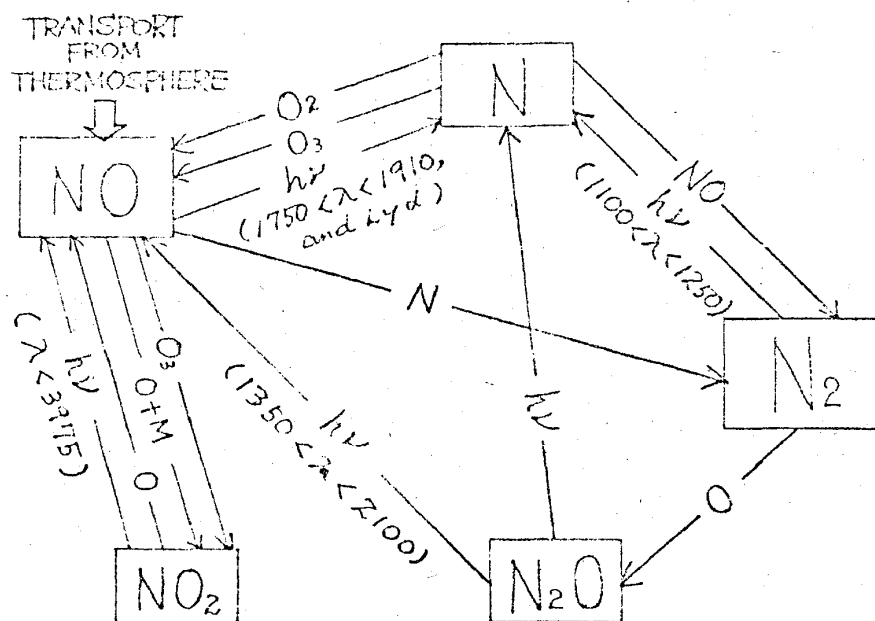 TRANSPORT
FROM
THERMOSPHERE
N
O₂
O₃
hν
(1750<λ<1910,
and Lyα)
NO
NO
hν
(1100<λ<1250)
N
N₂
O₃
O+M
O
hν
(λ<3975)
hν
(1350<λ<2100)
hν
O
NO₂
N₂O